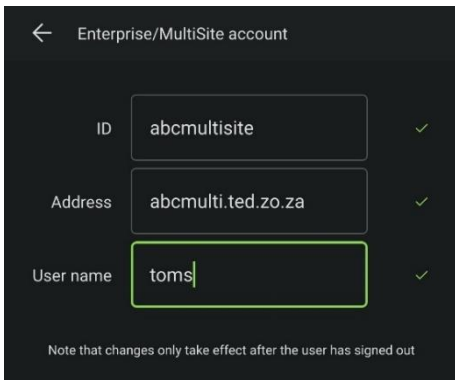 Enterprise/MultiSite account
ID abcmultisite
Address abcmulti.ted.zo.za
User name toms
Note that changes only take effect after the user has signed out